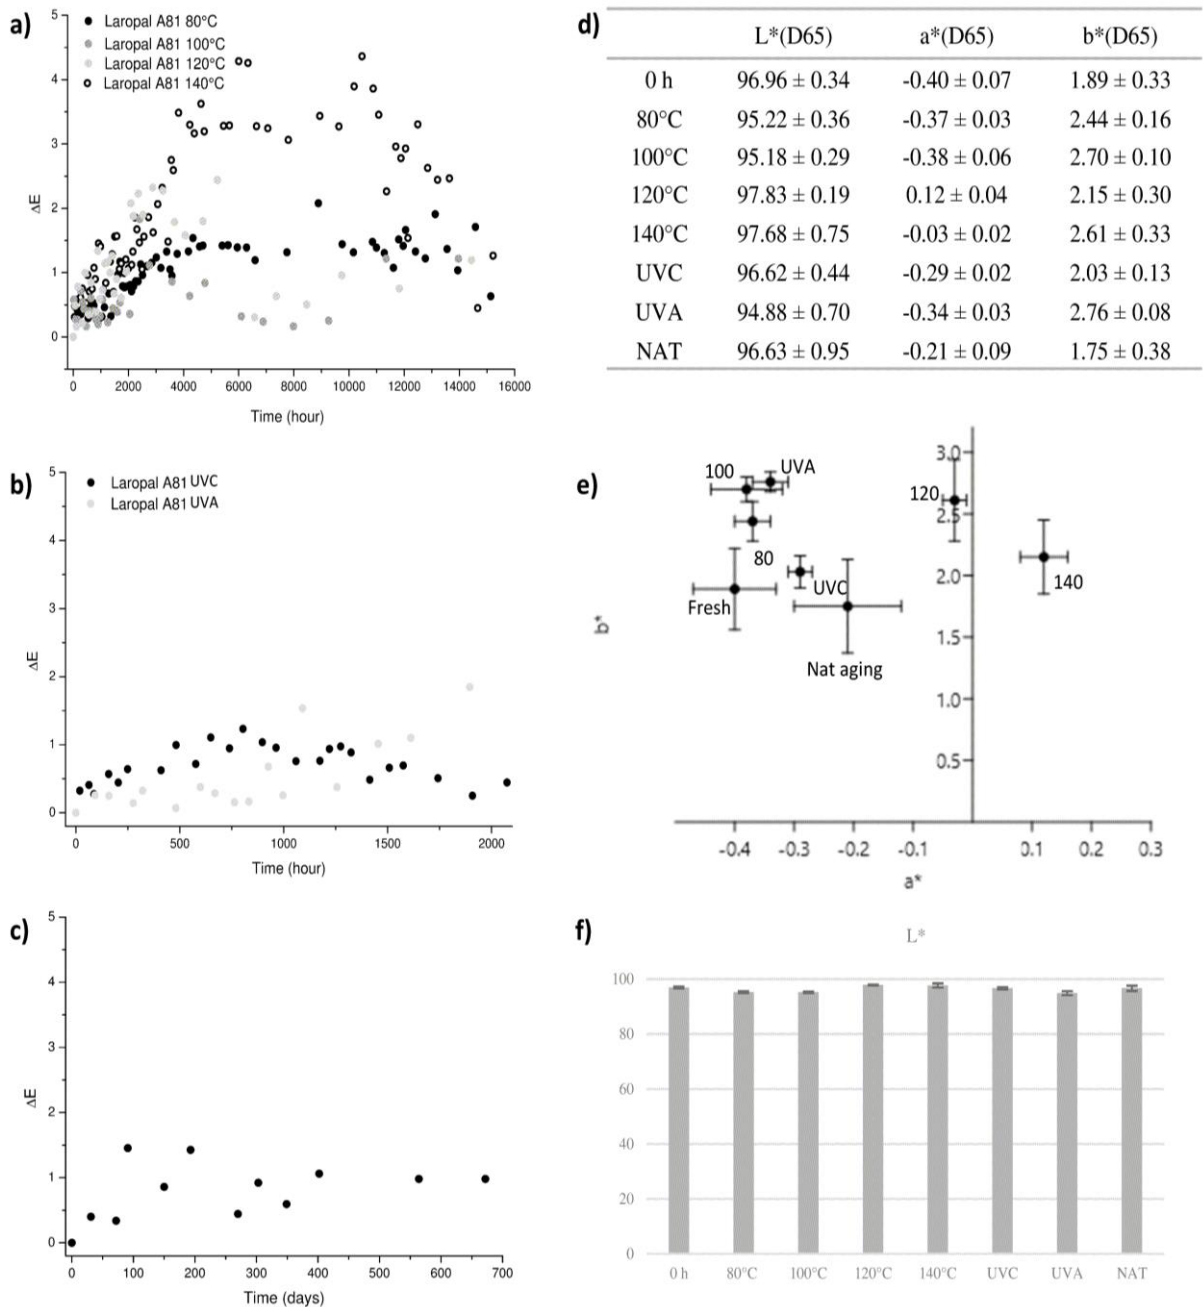 a)
Laropal A81 80°C
Laropal A81 100°C
Laropal A81 120°C
Laropal A81 140°C
5
4
3
2
1
0
ΔE
0 2000 4000 6000 8000 10000 12000 14000 16000
Time (hour)
b)
Laropal A81 UVC
Laropal A81 UVA
5
4
3
2
1
0
ΔE
0 500 1000 1500 2000
Time (hour)
c)
5
4
3
2
1
0
ΔE
0 100 200 300 400 500 600 700
Time (days)
d)
L*(D65) a*(D65) b*(D65)
0 h 96.96 ± 0.34 -0.40 ± 0.07 1.89 ± 0.33
80°C 95.22 ± 0.36 -0.37 ± 0.03 2.44 ± 0.16
100°C 95.18 ± 0.29 -0.38 ± 0.06 2.70 ± 0.10
120°C 97.83 ± 0.19 0.12 ± 0.04 2.15 ± 0.30
140°C 97.68 ± 0.75 -0.03 ± 0.02 2.61 ± 0.33
UVC 96.62 ± 0.44 -0.29 ± 0.02 2.03 ± 0.13
UVA 94.88 ± 0.70 -0.34 ± 0.03 2.76 ± 0.08
NAT 96.63 ± 0.95 -0.21 ± 0.09 1.75 ± 0.38
e)
3.0
100
UVA
120
2.5
80
2.0
140
UVC
Fresh
1.5
Nat aging
1.0
0.5
b*
-0.4 -0.3 -0.2 -0.1 0.1 0.2 0.3
a*
f)
L*
100
80
60
40
20
0
0 h 80°C 100°C 120°C 140°C UVC UVA NAT